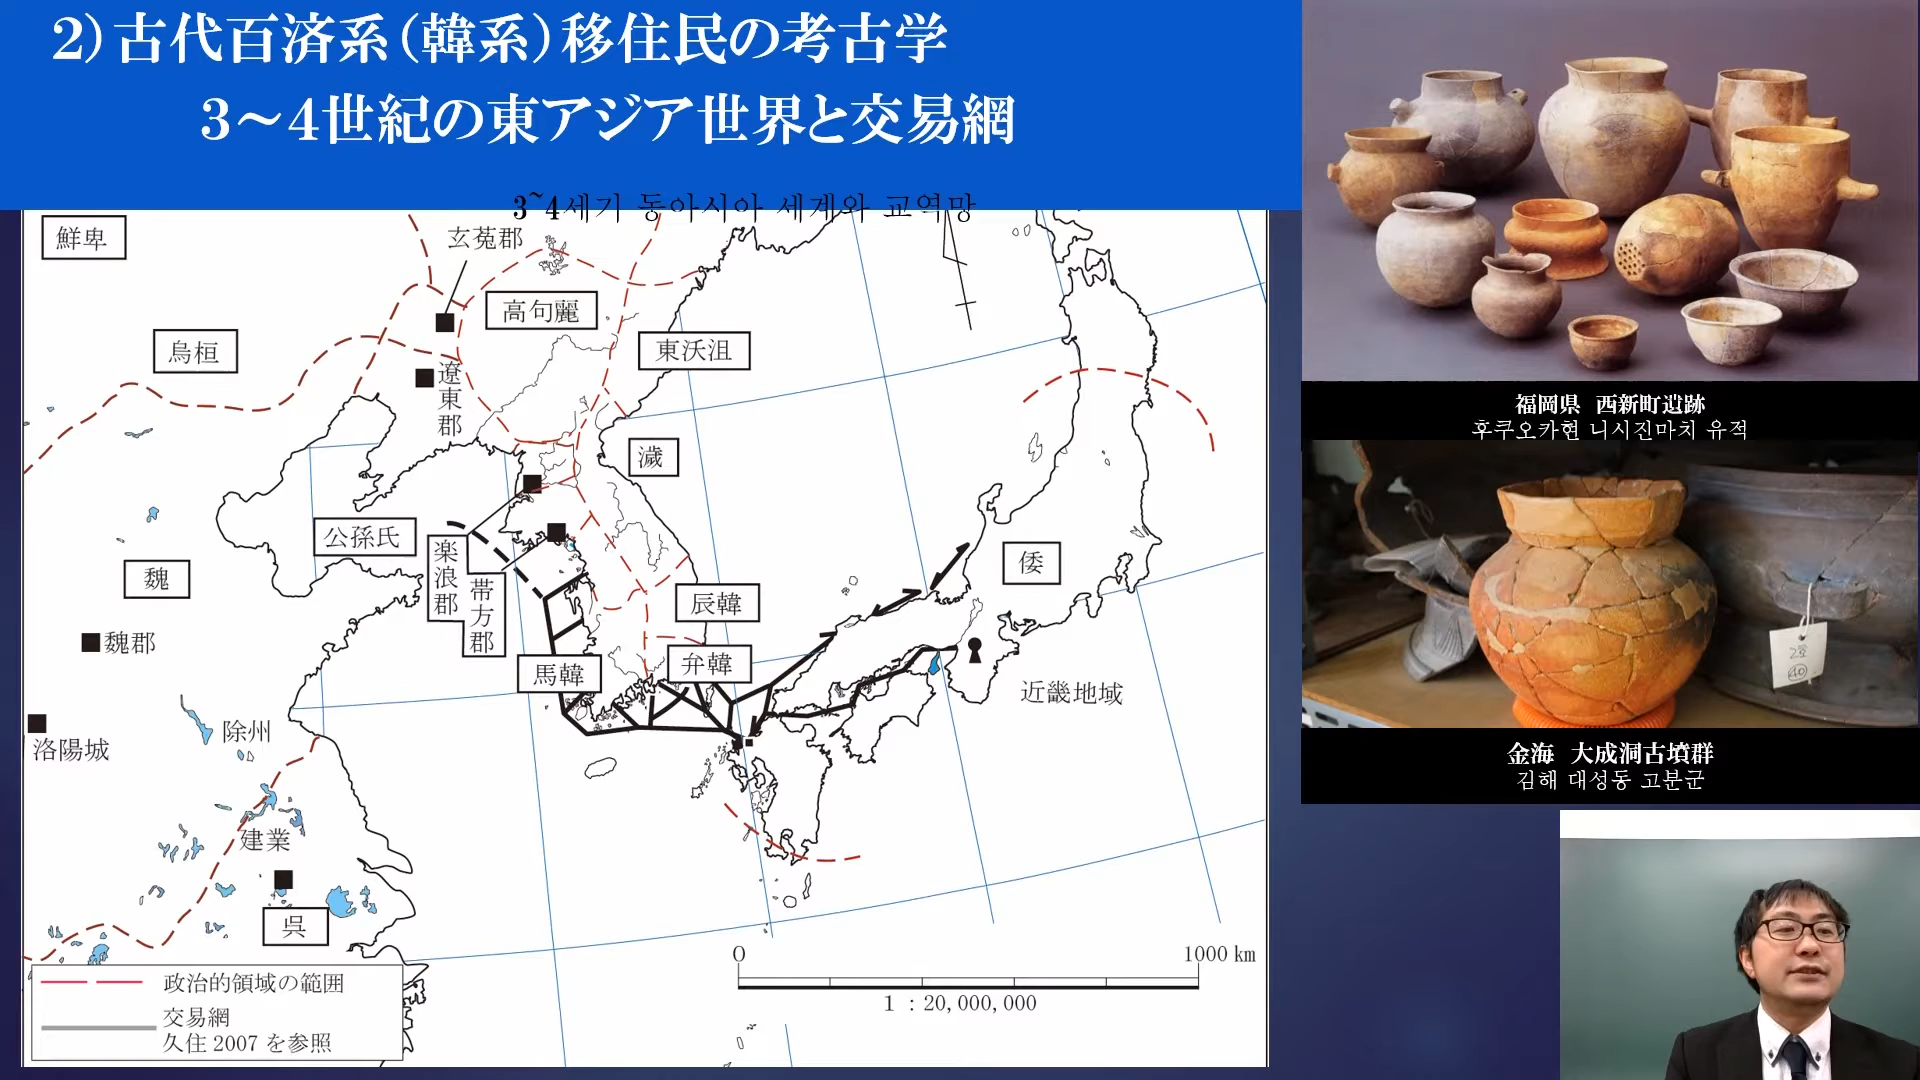 2)古代百済系(韓系)移住民の考古学
3~4世紀の東アジア世界と交易網
3~4세기 동아시아 세계와 교역망
鮮卑
玄菟郡
高句麗
烏桓
東沃沮
遼東郡
濊
公孫氏
楽浪郡
帯方郡
魏
倭
辰韓
魏郡
弁韓
馬韓
近畿地域
除州
洛陽城
建業
呉
0 1000 km
1 : 20,000,000
政治的領域の範囲
交易網
久住 2007 を参照
福岡県 西新町遺跡
후쿠오카현 니시진마치 유적
金海 大成洞古墳群
김해 대성동 고분군